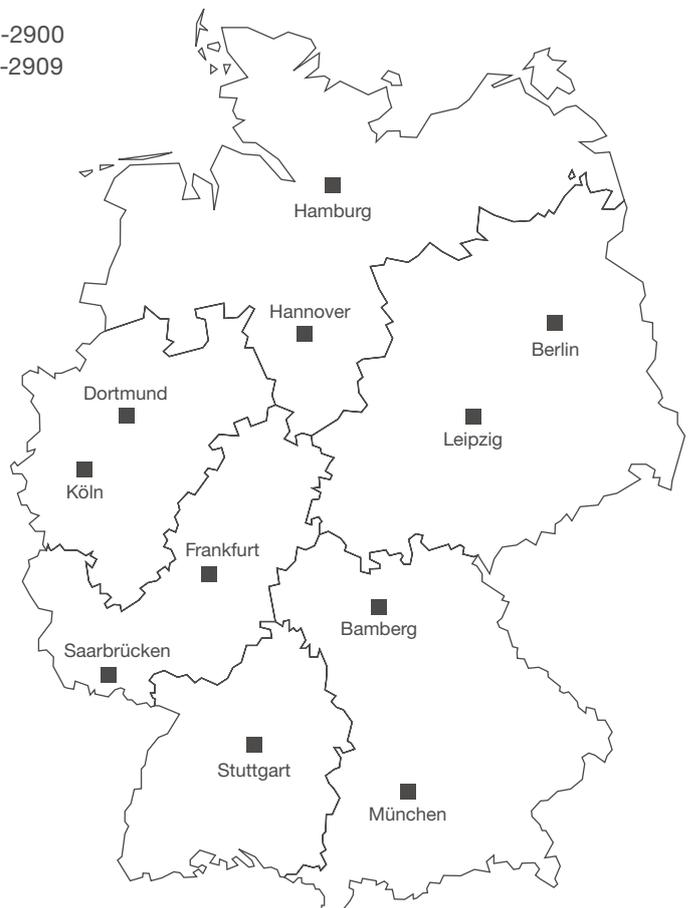 -2900
-2909
Hamburg
Hannover
Berlin
Dortmund
Leipzig
Köln
Frankfurt
Bamberg
Saarbrücken
Stuttgart
München